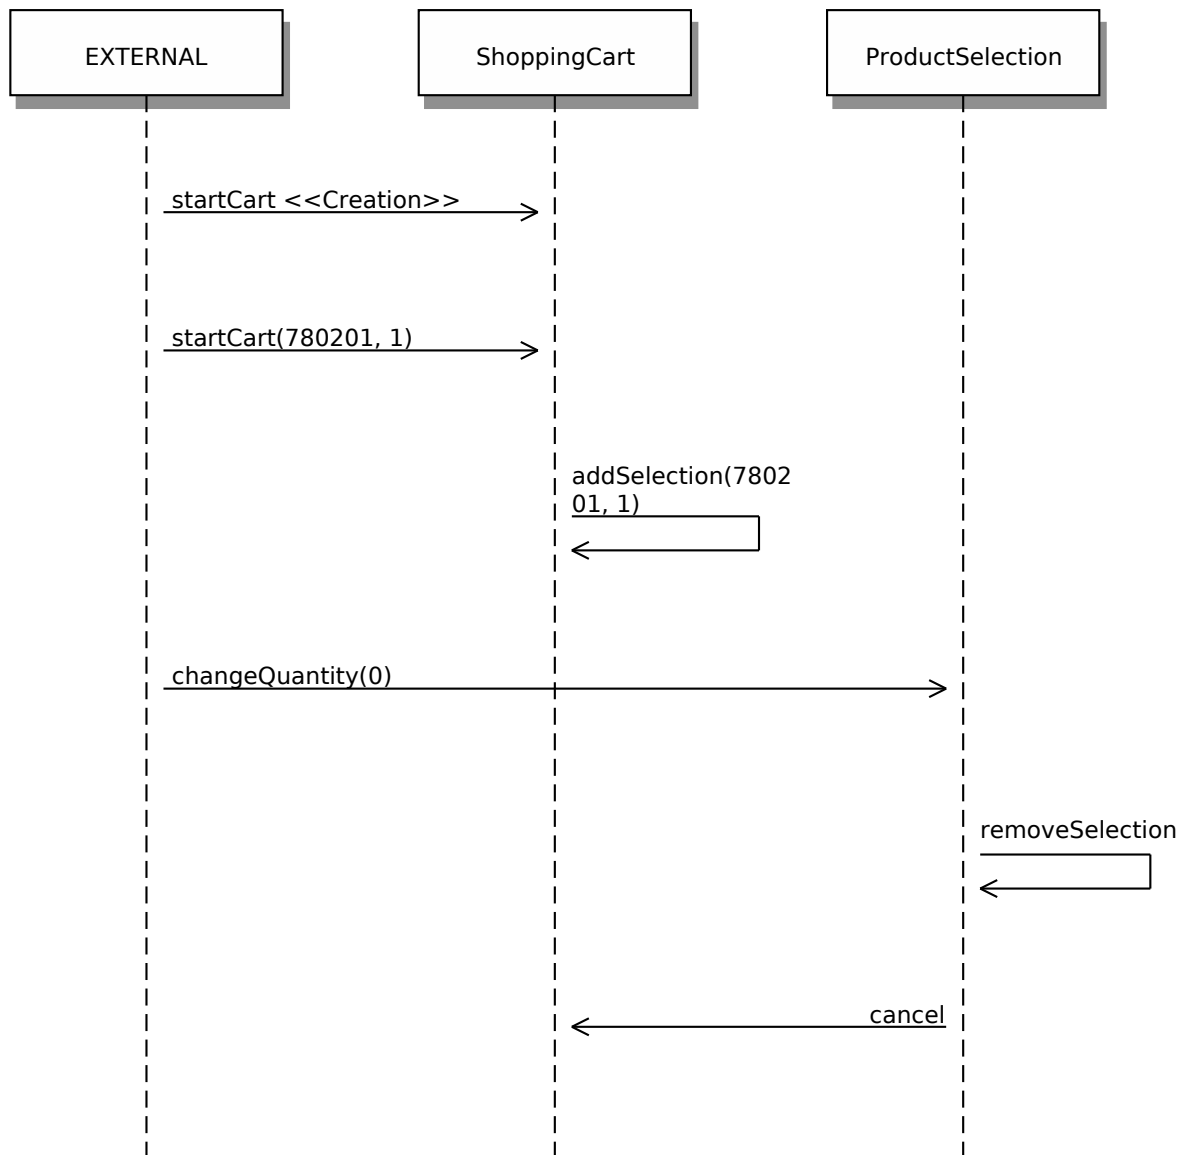 EXTERNAL
ShoppingCart
ProductSelection
startCart <<Creation>>
startCart(780201, 1)
addSelection(7802
01, 1)
changeQuantity(0)
removeSelection
cancel